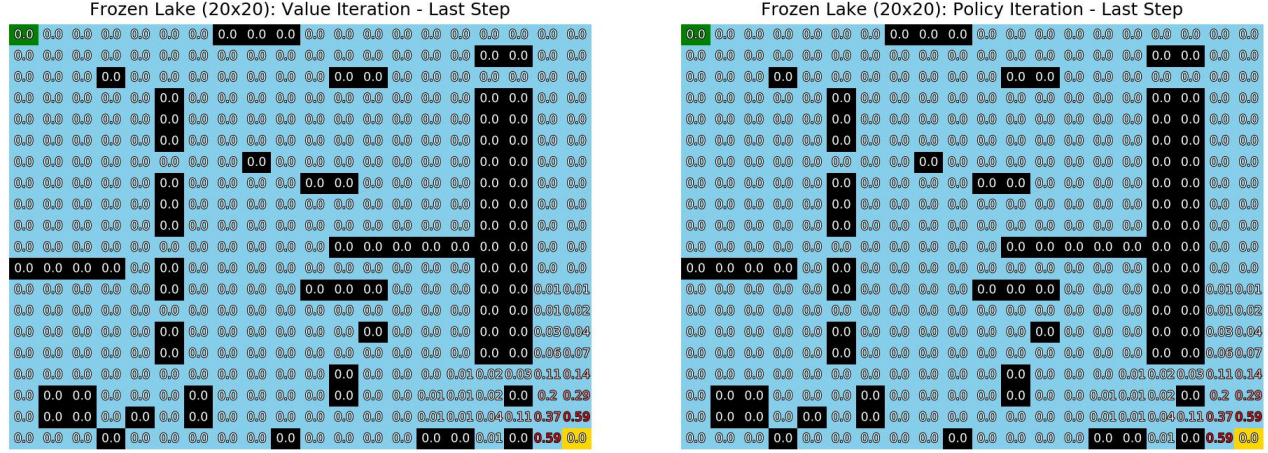 Frozen Lake (20x20): Value Iteration - Last Step
0.0 0.0 0.0 0.0 0.0 0.0 0.0 0.0 0.0 0.0 0.0 0.0 0.0 0.0 0.0 0.0 0.0 0.0 0.0 0.0
0.0 0.0 0.0 0.0 0.0 0.0 0.0 0.0 0.0 0.0 0.0 0.0 0.0 0.0 0.0 0.0 0.0 0.0 0.0 0.0
0.0 0.0 0.0 0.0 0.0 0.0 0.0 0.0 0.0 0.0 0.0 0.0 0.0 0.0 0.0 0.0 0.0 0.0 0.0 0.0
0.0 0.0 0.0 0.0 0.0 0.0 0.0 0.0 0.0 0.0 0.0 0.0 0.0 0.0 0.0 0.0 0.0 0.0 0.0 0.0
0.0 0.0 0.0 0.0 0.0 0.0 0.0 0.0 0.0 0.0 0.0 0.0 0.0 0.0 0.0 0.0 0.0 0.0 0.0 0.0
0.0 0.0 0.0 0.0 0.0 0.0 0.0 0.0 0.0 0.0 0.0 0.0 0.0 0.0 0.0 0.0 0.0 0.0 0.0 0.0
0.0 0.0 0.0 0.0 0.0 0.0 0.0 0.0 0.0 0.0 0.0 0.0 0.0 0.0 0.0 0.0 0.0 0.0 0.0 0.0
0.0 0.0 0.0 0.0 0.0 0.0 0.0 0.0 0.0 0.0 0.0 0.0 0.0 0.0 0.0 0.0 0.0 0.0 0.0 0.0
0.0 0.0 0.0 0.0 0.0 0.0 0.0 0.0 0.0 0.0 0.0 0.0 0.0 0.0 0.0 0.0 0.0 0.0 0.0 0.0
0.0 0.0 0.0 0.0 0.0 0.0 0.0 0.0 0.0 0.0 0.0 0.0 0.0 0.0 0.0 0.0 0.0 0.0 0.0 0.0
0.0 0.0 0.0 0.0 0.0 0.0 0.0 0.0 0.0 0.0 0.0 0.0 0.0 0.0 0.0 0.0 0.0 0.0 0.0 0.0
0.0 0.0 0.0 0.0 0.0 0.0 0.0 0.0 0.0 0.0 0.0 0.0 0.0 0.0 0.0 0.0 0.0 0.0 0.0 0.0
0.0 0.0 0.0 0.0 0.0 0.0 0.0 0.0 0.0 0.0 0.0 0.0 0.0 0.0 0.0 0.0 0.0 0.0 0.01 0.01
0.0 0.0 0.0 0.0 0.0 0.0 0.0 0.0 0.0 0.0 0.0 0.0 0.0 0.0 0.0 0.0 0.0 0.0 0.01 0.02
0.0 0.0 0.0 0.0 0.0 0.0 0.0 0.0 0.0 0.0 0.0 0.0 0.0 0.0 0.0 0.0 0.0 0.0 0.03 0.04
0.0 0.0 0.0 0.0 0.0 0.0 0.0 0.0 0.0 0.0 0.0 0.0 0.0 0.0 0.0 0.0 0.0 0.0 0.06 0.07
0.0 0.0 0.0 0.0 0.0 0.0 0.0 0.0 0.0 0.0 0.0 0.0 0.0 0.0 0.0 0.01 0.02 0.05 0.11 0.14
0.0 0.0 0.0 0.0 0.0 0.0 0.0 0.0 0.0 0.0 0.0 0.0 0.0 0.0 0.01 0.01 0.02 0.0 0.2 0.29
0.0 0.0 0.0 0.0 0.0 0.0 0.0 0.0 0.0 0.0 0.0 0.0 0.0 0.0 0.01 0.01 0.04 0.11 0.37 0.59
0.0 0.0 0.0 0.0 0.0 0.0 0.0 0.0 0.0 0.0 0.0 0.0 0.0 0.0 0.0 0.0 0.01 0.0 0.59 0.0
Frozen Lake (20x20): Policy Iteration - Last Step
0.0 0.0 0.0 0.0 0.0 0.0 0.0 0.0 0.0 0.0 0.0 0.0 0.0 0.0 0.0 0.0 0.0 0.0 0.0 0.0
0.0 0.0 0.0 0.0 0.0 0.0 0.0 0.0 0.0 0.0 0.0 0.0 0.0 0.0 0.0 0.0 0.0 0.0 0.0 0.0
0.0 0.0 0.0 0.0 0.0 0.0 0.0 0.0 0.0 0.0 0.0 0.0 0.0 0.0 0.0 0.0 0.0 0.0 0.0 0.0
0.0 0.0 0.0 0.0 0.0 0.0 0.0 0.0 0.0 0.0 0.0 0.0 0.0 0.0 0.0 0.0 0.0 0.0 0.0 0.0
0.0 0.0 0.0 0.0 0.0 0.0 0.0 0.0 0.0 0.0 0.0 0.0 0.0 0.0 0.0 0.0 0.0 0.0 0.0 0.0
0.0 0.0 0.0 0.0 0.0 0.0 0.0 0.0 0.0 0.0 0.0 0.0 0.0 0.0 0.0 0.0 0.0 0.0 0.0 0.0
0.0 0.0 0.0 0.0 0.0 0.0 0.0 0.0 0.0 0.0 0.0 0.0 0.0 0.0 0.0 0.0 0.0 0.0 0.0 0.0
0.0 0.0 0.0 0.0 0.0 0.0 0.0 0.0 0.0 0.0 0.0 0.0 0.0 0.0 0.0 0.0 0.0 0.0 0.0 0.0
0.0 0.0 0.0 0.0 0.0 0.0 0.0 0.0 0.0 0.0 0.0 0.0 0.0 0.0 0.0 0.0 0.0 0.0 0.0 0.0
0.0 0.0 0.0 0.0 0.0 0.0 0.0 0.0 0.0 0.0 0.0 0.0 0.0 0.0 0.0 0.0 0.0 0.0 0.0 0.0
0.0 0.0 0.0 0.0 0.0 0.0 0.0 0.0 0.0 0.0 0.0 0.0 0.0 0.0 0.0 0.0 0.0 0.0 0.0 0.0
0.0 0.0 0.0 0.0 0.0 0.0 0.0 0.0 0.0 0.0 0.0 0.0 0.0 0.0 0.0 0.0 0.0 0.0 0.0 0.0
0.0 0.0 0.0 0.0 0.0 0.0 0.0 0.0 0.0 0.0 0.0 0.0 0.0 0.0 0.0 0.0 0.0 0.0 0.01 0.01
0.0 0.0 0.0 0.0 0.0 0.0 0.0 0.0 0.0 0.0 0.0 0.0 0.0 0.0 0.0 0.0 0.0 0.0 0.01 0.02
0.0 0.0 0.0 0.0 0.0 0.0 0.0 0.0 0.0 0.0 0.0 0.0 0.0 0.0 0.0 0.0 0.0 0.0 0.03 0.04
0.0 0.0 0.0 0.0 0.0 0.0 0.0 0.0 0.0 0.0 0.0 0.0 0.0 0.0 0.0 0.0 0.0 0.0 0.06 0.07
0.0 0.0 0.0 0.0 0.0 0.0 0.0 0.0 0.0 0.0 0.0 0.0 0.0 0.0 0.0 0.01 0.02 0.05 0.11 0.14
0.0 0.0 0.0 0.0 0.0 0.0 0.0 0.0 0.0 0.0 0.0 0.0 0.0 0.0 0.01 0.01 0.02 0.0 0.2 0.29
0.0 0.0 0.0 0.0 0.0 0.0 0.0 0.0 0.0 0.0 0.0 0.0 0.0 0.0 0.01 0.01 0.04 0.11 0.37 0.59
0.0 0.0 0.0 0.0 0.0 0.0 0.0 0.0 0.0 0.0 0.0 0.0 0.0 0.0 0.0 0.0 0.01 0.0 0.59 0.0